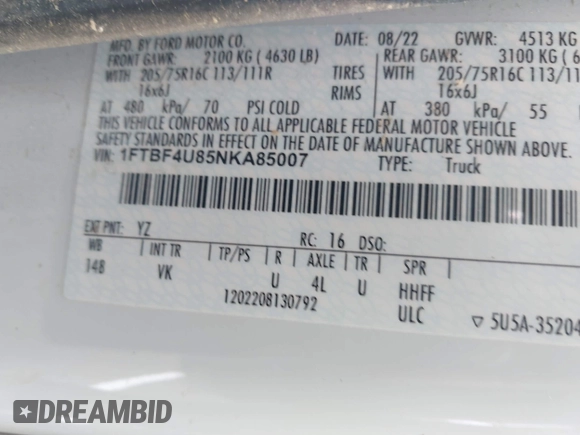 MFD. BY FORD MOTOR CO. DATE: 08/22 GVWR: 4513 KG
FRONT GAWR: 2100 KG (4630 LB) REAR GAWR: 3100 KG (6
WITH 205/75R16C 113/111R TIRES WITH 205/75R16C 113/11
16x6J RIMS 16x6J
AT 480 kPa/ 70 PSI COLD AT 380 kPa/ 55
THIS VEHICLE CONFORMS TO ALL APPLICABLE FEDERAL MOTOR VEHICLE
SAFETY STANDARDS IN EFFECT ON THE DATE OF MANUFACTURE SHOWN ABOVE.
VIN: 1FTBF4U85NKA85007 TYPE: Truck
EXT PNT: YZ RC: 16 DSO:
WB INT TR TP/PS R AXLE TR SPR
148 VK U 4L U HHFF
1202208130792 ULC
▽ 5U5A-35204
DREAMBID